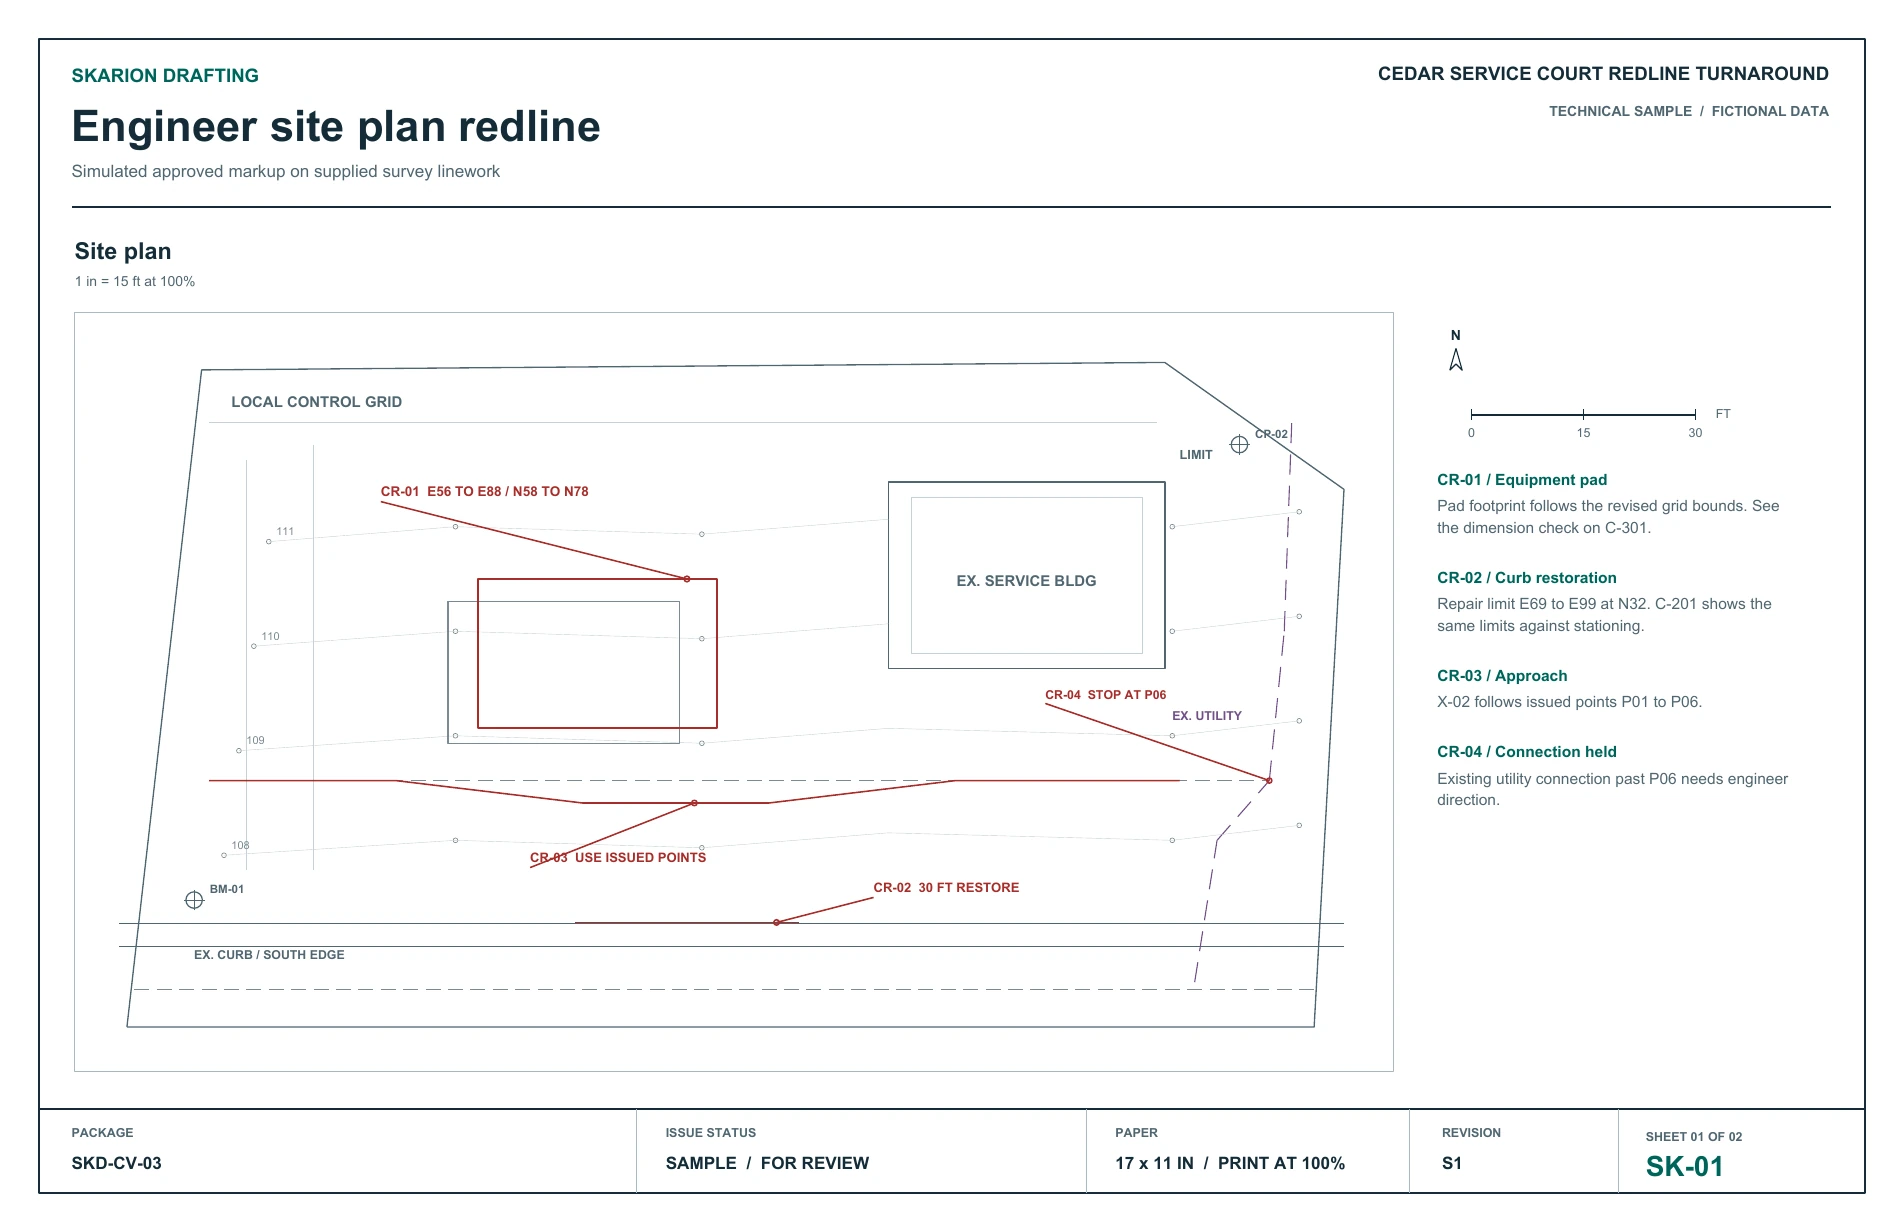 SKARION DRAFTING
CEDAR SERVICE COURT REDLINE TURNAROUND
Engineer site plan redline
TECHNICAL SAMPLE / FICTIONAL DATA
Simulated approved markup on supplied survey linework
Site plan
1 in = 15 ft at 100%
LOCAL CONTROL GRID
CP-02
LIMIT
CR-01 E56 TO E88 / N58 TO N78
111
EX. SERVICE BLDG
110
CR-04 STOP AT P06
EX. UTILITY
109
108
CR-03 USE ISSUED POINTS
BM-01
CR-02 30 FT RESTORE
EX. CURB / SOUTH EDGE
N
FT
0 15 30
CR-01 / Equipment pad
Pad footprint follows the revised grid bounds. See
the dimension check on C-301.
CR-02 / Curb restoration
Repair limit E69 to E99 at N32. C-201 shows the
same limits against stationing.
CR-03 / Approach
X-02 follows issued points P01 to P06.
CR-04 / Connection held
Existing utility connection past P06 needs engineer
direction.
PACKAGE
SKD-CV-03
ISSUE STATUS
SAMPLE / FOR REVIEW
PAPER
17 x 11 IN / PRINT AT 100%
REVISION
S1
SHEET 01 OF 02
SK-01